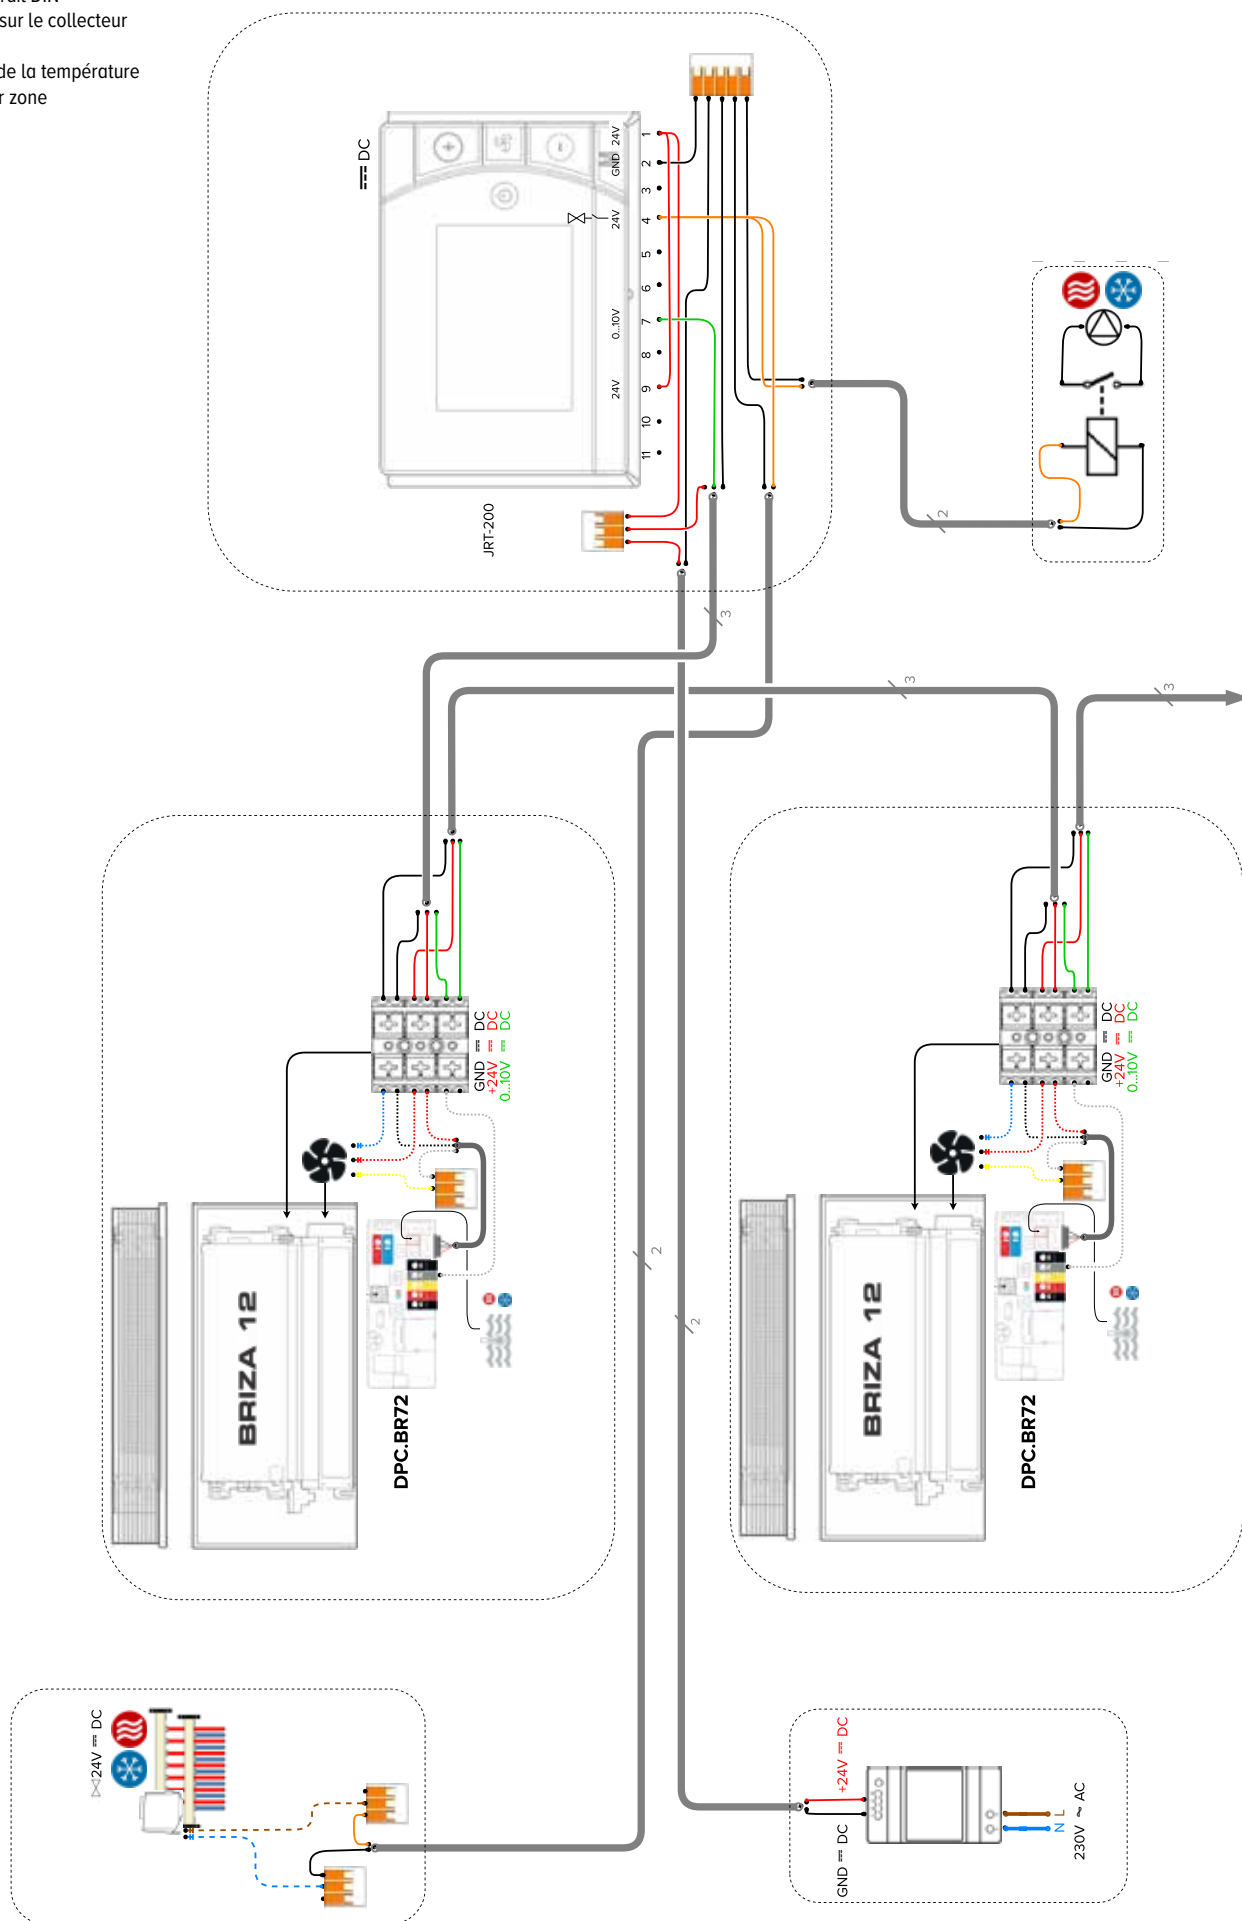 rail DIN
sur le collecteur
de la température
r zone
DC
24V
GND
24V
0...10V
24V
1
2
3
4
5
6
7
8
9
10
11
JRT-200
2
3
3
3
GND DC
+24V DC
0...10V DC
GND DC
+24V DC
0...10V DC
BRIZA 12
DPC.BR72
BRIZA 12
DPC.BR72
2
2
24V DC
+24V DC
GND DC
L
N
230V ~ AC